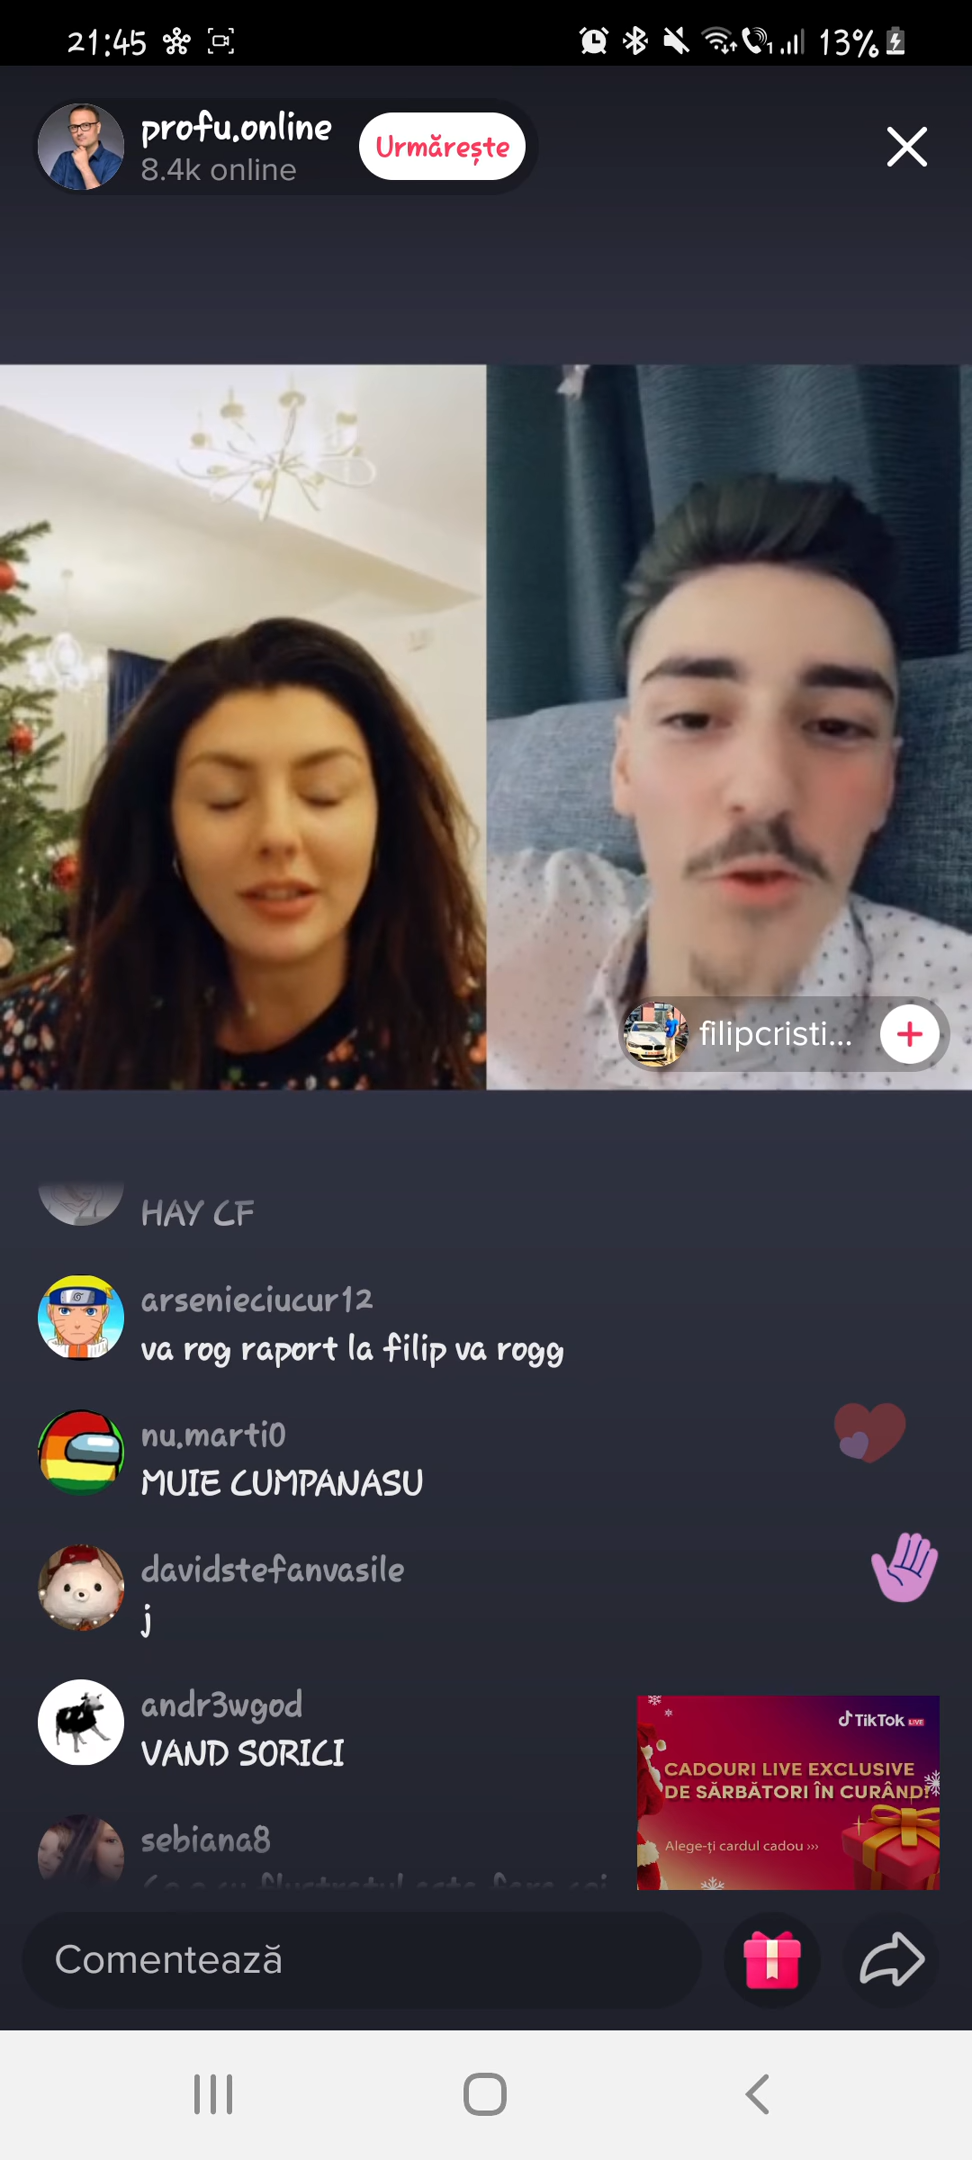 21:45
13%
profu.online
8.4k online
Urmărește
filipcristi...
HAY CF
arsenieciucur12
va rog raport la filip va rogg
nu.marti0
MUIE CUMPANASU
davidstefanvasile
j
andr3wgod
VAND SORICI
sebiana8
TikTok LIVE
CADOURI LIVE EXCLUSIVE
DE SĂRBĂTORI ÎN CURÂND!
Alege-ți cardul cadou ›››
Comentează